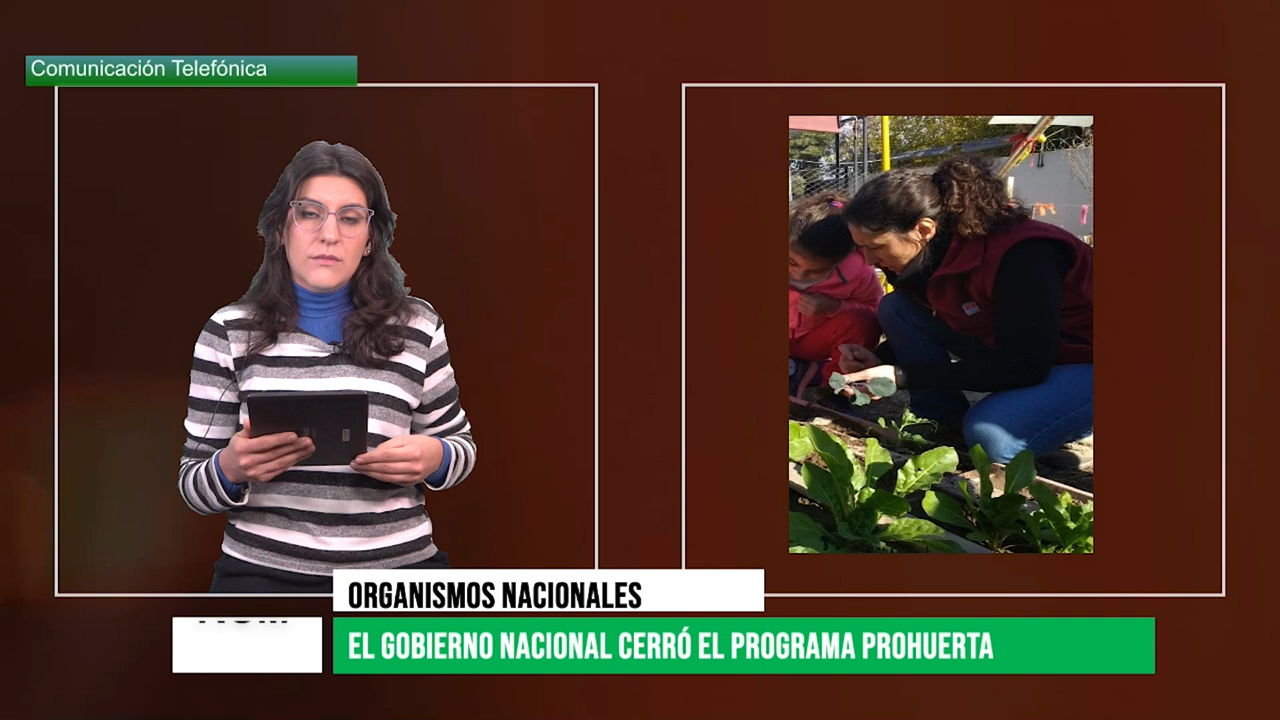 Comunicación Telefónica
ORGANISMOS NACIONALES
EL GOBIERNO NACIONAL CERRÓ EL PROGRAMA PROHUERTA